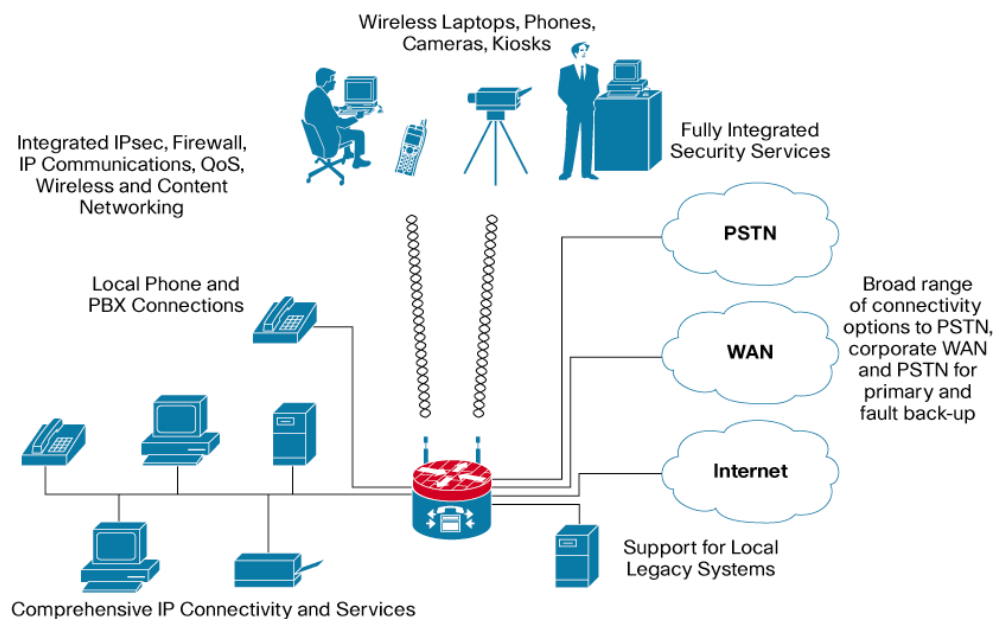 Wireless Laptops, Phones,
Cameras, Kiosks
Integrated IPsec, Firewall,
IP Communications, QoS,
Wireless and Content
Networking
Fully Integrated
Security Services
PSTN
Local Phone and
PBX Connections
Broad range
of connectivity
options to PSTN,
corporate WAN
and PSTN for
primary and
fault back-up
WAN
Internet
Support for Local
Legacy Systems
Comprehensive IP Connectivity and Services